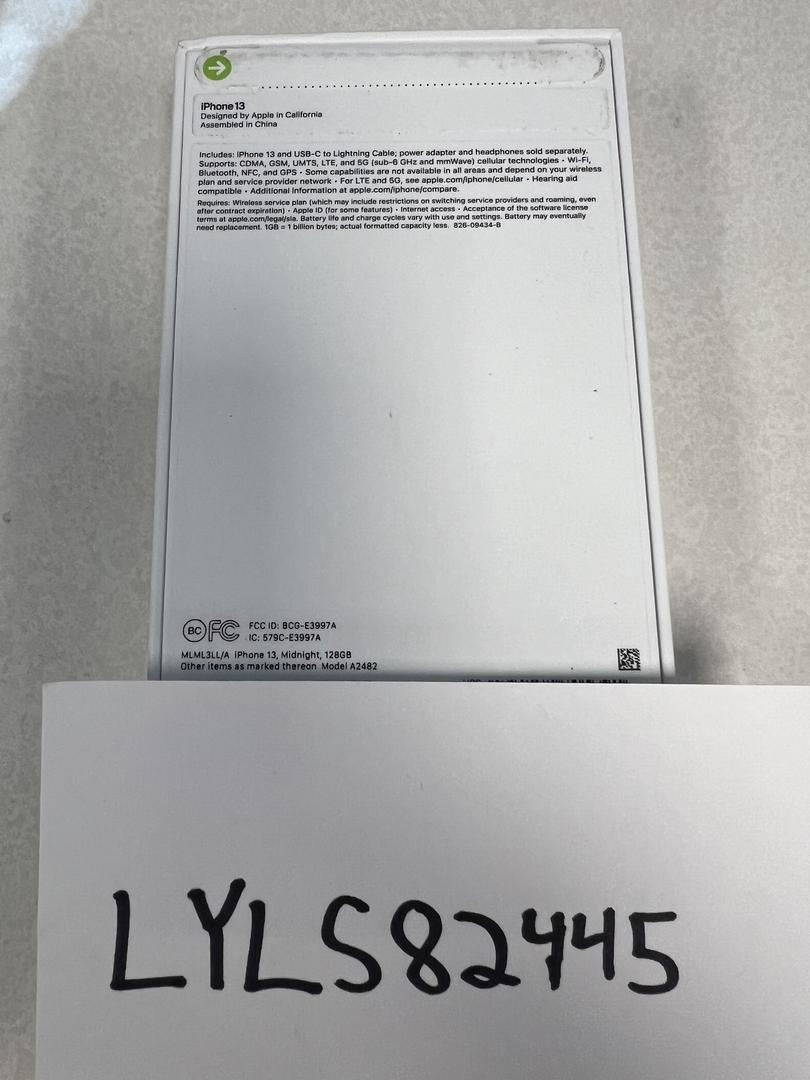 iPhone 13
Designed by Apple in California
Assembled in China
Includes: iPhone 13 and USB-C to Lightning Cable; power adapter and headphones sold separately.
Supports: CDMA, GSM, UMTS, LTE, and 5G (sub-6 GHz and mmWave) cellular technologies • Wi-Fi,
Bluetooth, NFC, and GPS • Some capabilities are not available in all areas and depend on your wireless
plan and service provider network • For LTE and 5G, see apple.com/iphone/cellular • Hearing aid
compatible • Additional information at apple.com/iphone/compare.
Requires: Wireless service plan (which may include restrictions on switching service providers and roaming, even
after contract expiration) • Apple ID (for some features) • Internet access • Acceptance of the software license
terms at apple.com/legal/sla. Battery life and charge cycles vary with use and settings. Battery may eventually
need replacement. 1GB = 1 billion bytes; actual formatted capacity less. 826-09434-B
BC FC FCC ID: BCG-E3997A
IC: 579C-E3997A
MLML3LL/A iPhone 13, Midnight, 128GB
Other items as marked thereon Model A2482
LYLS82445